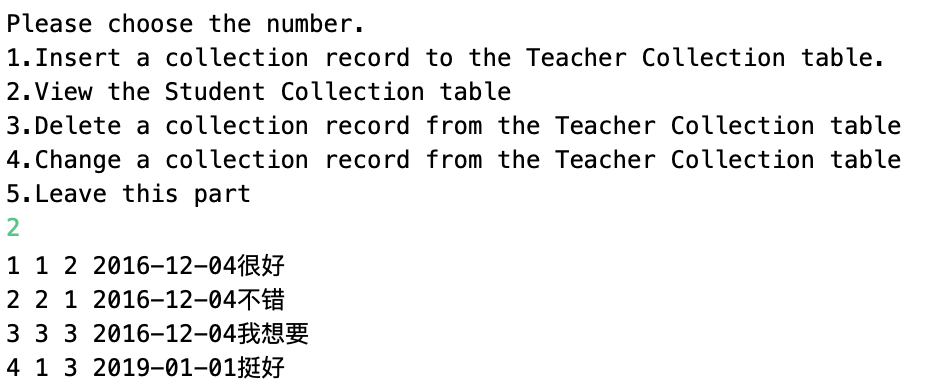 Please choose the number.
1.Insert a collection record to the Teacher Collection table.
2.View the Student Collection table
3.Delete a collection record from the Teacher Collection table
4.Change a collection record from the Teacher Collection table
5.Leave this part
2
1 1 2 2016-12-04很好
2 2 1 2016-12-04不错
3 3 3 2016-12-04我想要
4 1 3 2019-01-01挺好